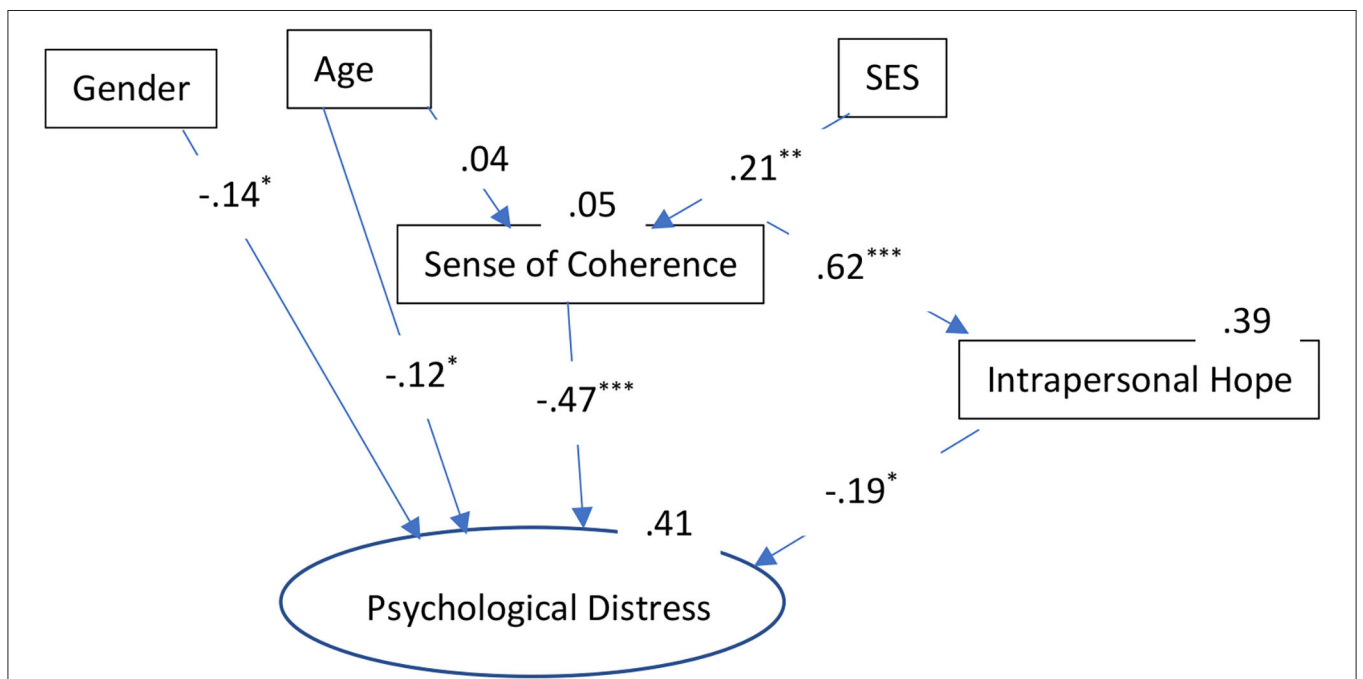 Gender
Age
SES
.04
.21**
-.14*
.05
Sense of Coherence
.62***
.39
-.12*
-.47***
Intrapersonal Hope
-.19*
.41
Psychological Distress